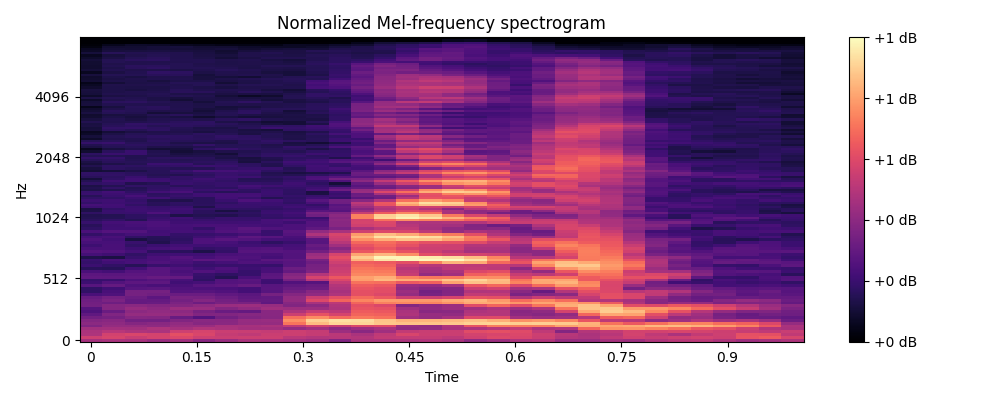 Normalized Mel-frequency spectrogram
+1 dB
4096
+1 dB
2048
+1 dB
Hz
1024
+0 dB
512
+0 dB
0
+0 dB
0 0.15 0.3 0.45 0.6 0.75 0.9
Time